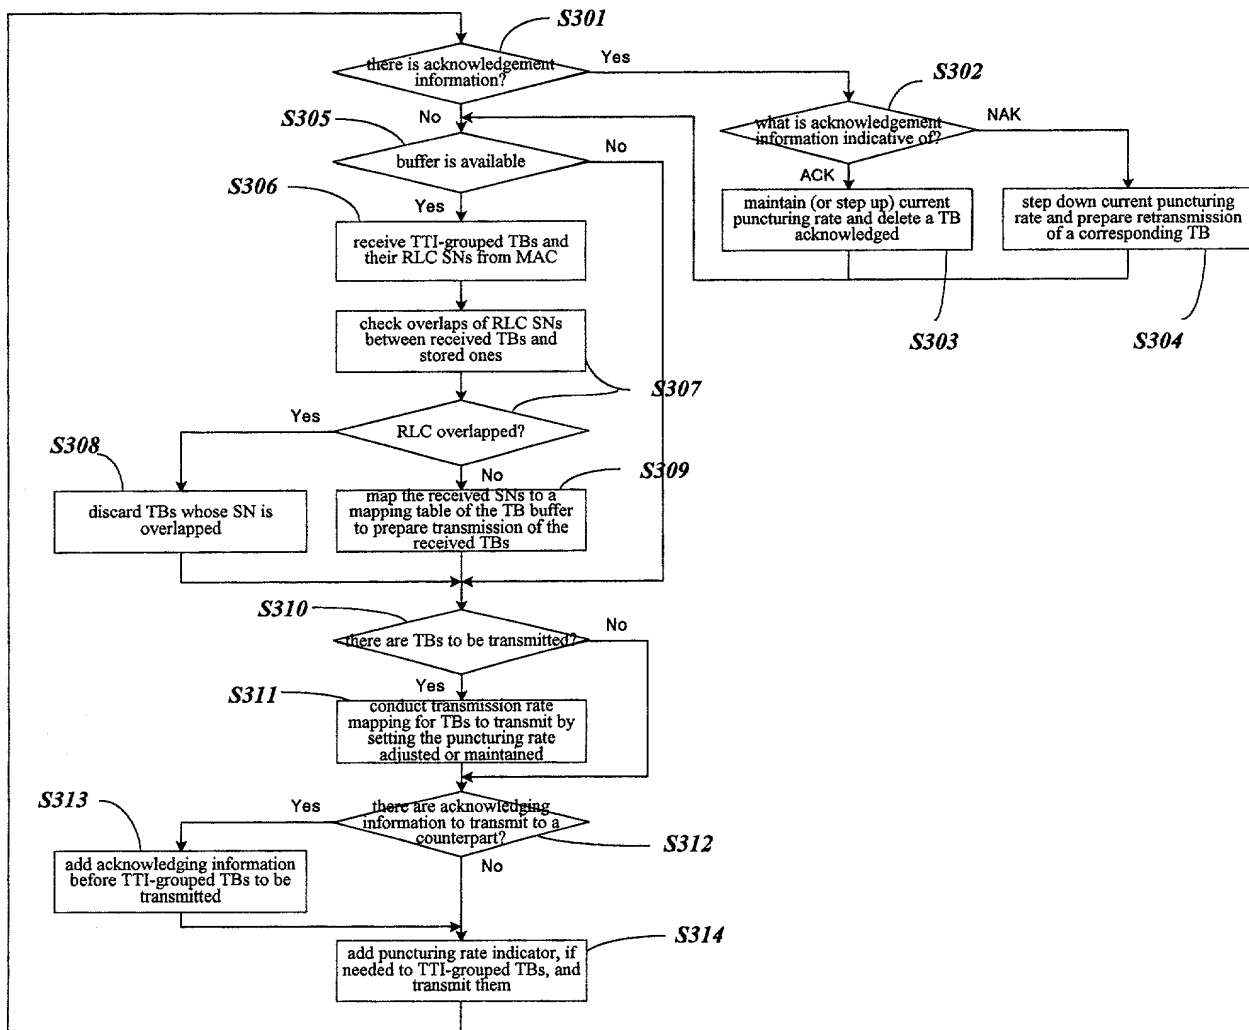 S301
there is acknowledgement
information?
Yes
No
S302
what is acknowledgement
information indicative of?
NAK
ACK
S305
buffer is available
No
Yes
S303
maintain (or step up) current
puncturing rate and delete a TB
acknowledged
S304
step down current puncturing
rate and prepare retransmission
of a corresponding TB
S306
receive TTI-grouped TBs and
their RLC SNs from MAC
check overlaps of RLC SNs
between received TBs and
stored ones
S307
RLC overlapped?
Yes
No
S308
discard TBs whose SN is
overlapped
S309
map the received SNs to a
mapping table of the TB buffer
to prepare transmission of the
received TBs
S310
there are TBs to be transmitted?
No
Yes
S311
conduct transmission rate
mapping for TBs to transmit by
setting the puncturing rate
adjusted or maintained
S312
there are acknowledging
information to transmit to a
counterpart?
Yes
No
S313
add acknowledging information
before TTI-grouped TBs to be
transmitted
S314
add puncturing rate indicator, if
needed to TTI-grouped TBs, and
transmit them